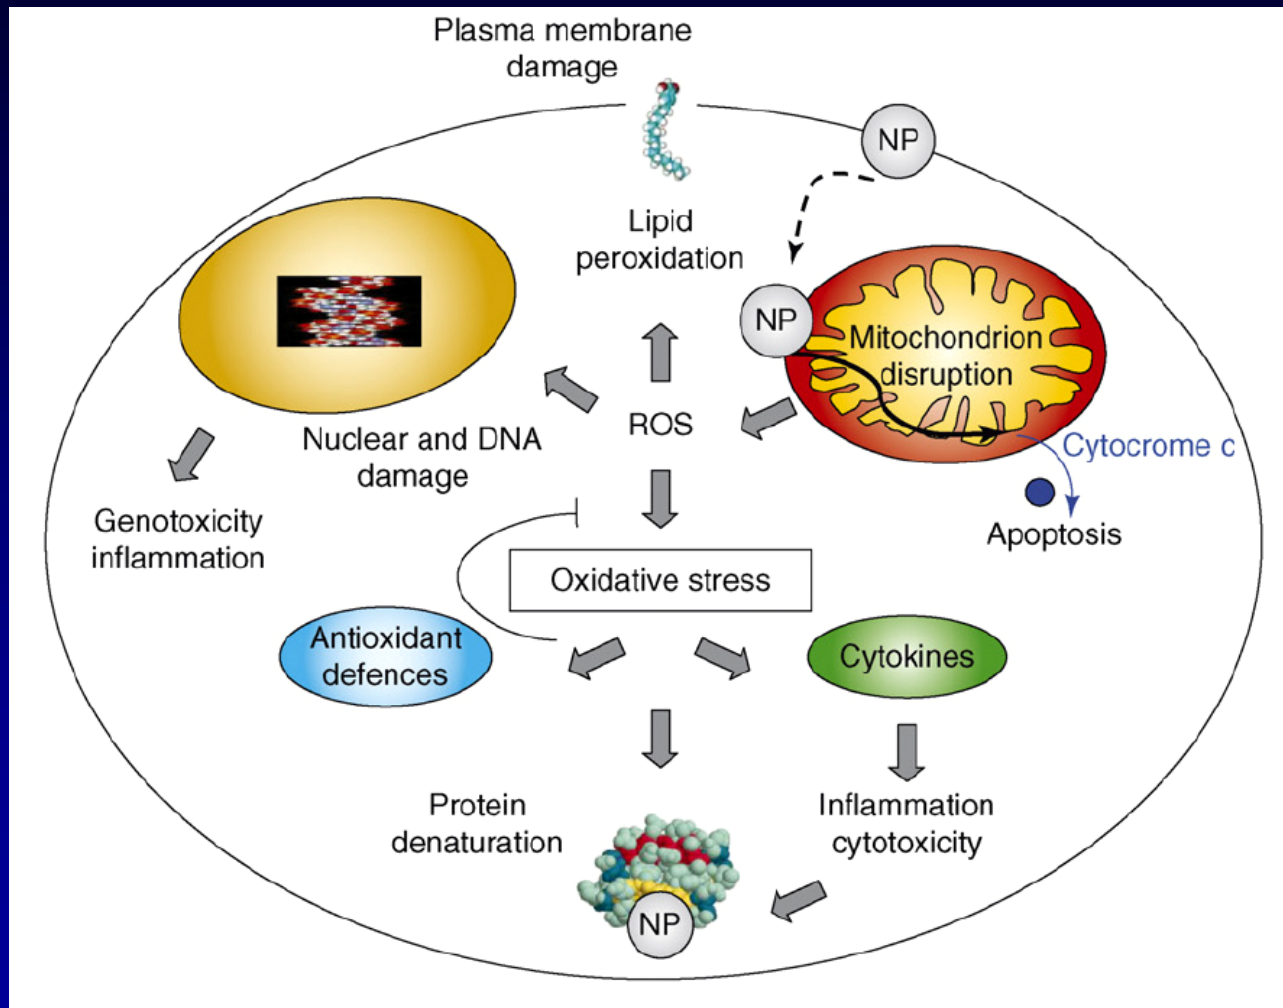 Plasma membrane
damage
NP
Lipid
peroxidation
NP
Mitochondrion
disruption
ROS
Nuclear and DNA
damage
Cytocrome c
Genotoxicity
inflammation
Apoptosis
Oxidative stress
Antioxidant
defences
Cytokines
Protein
denaturation
Inflammation
cytotoxicity
NP